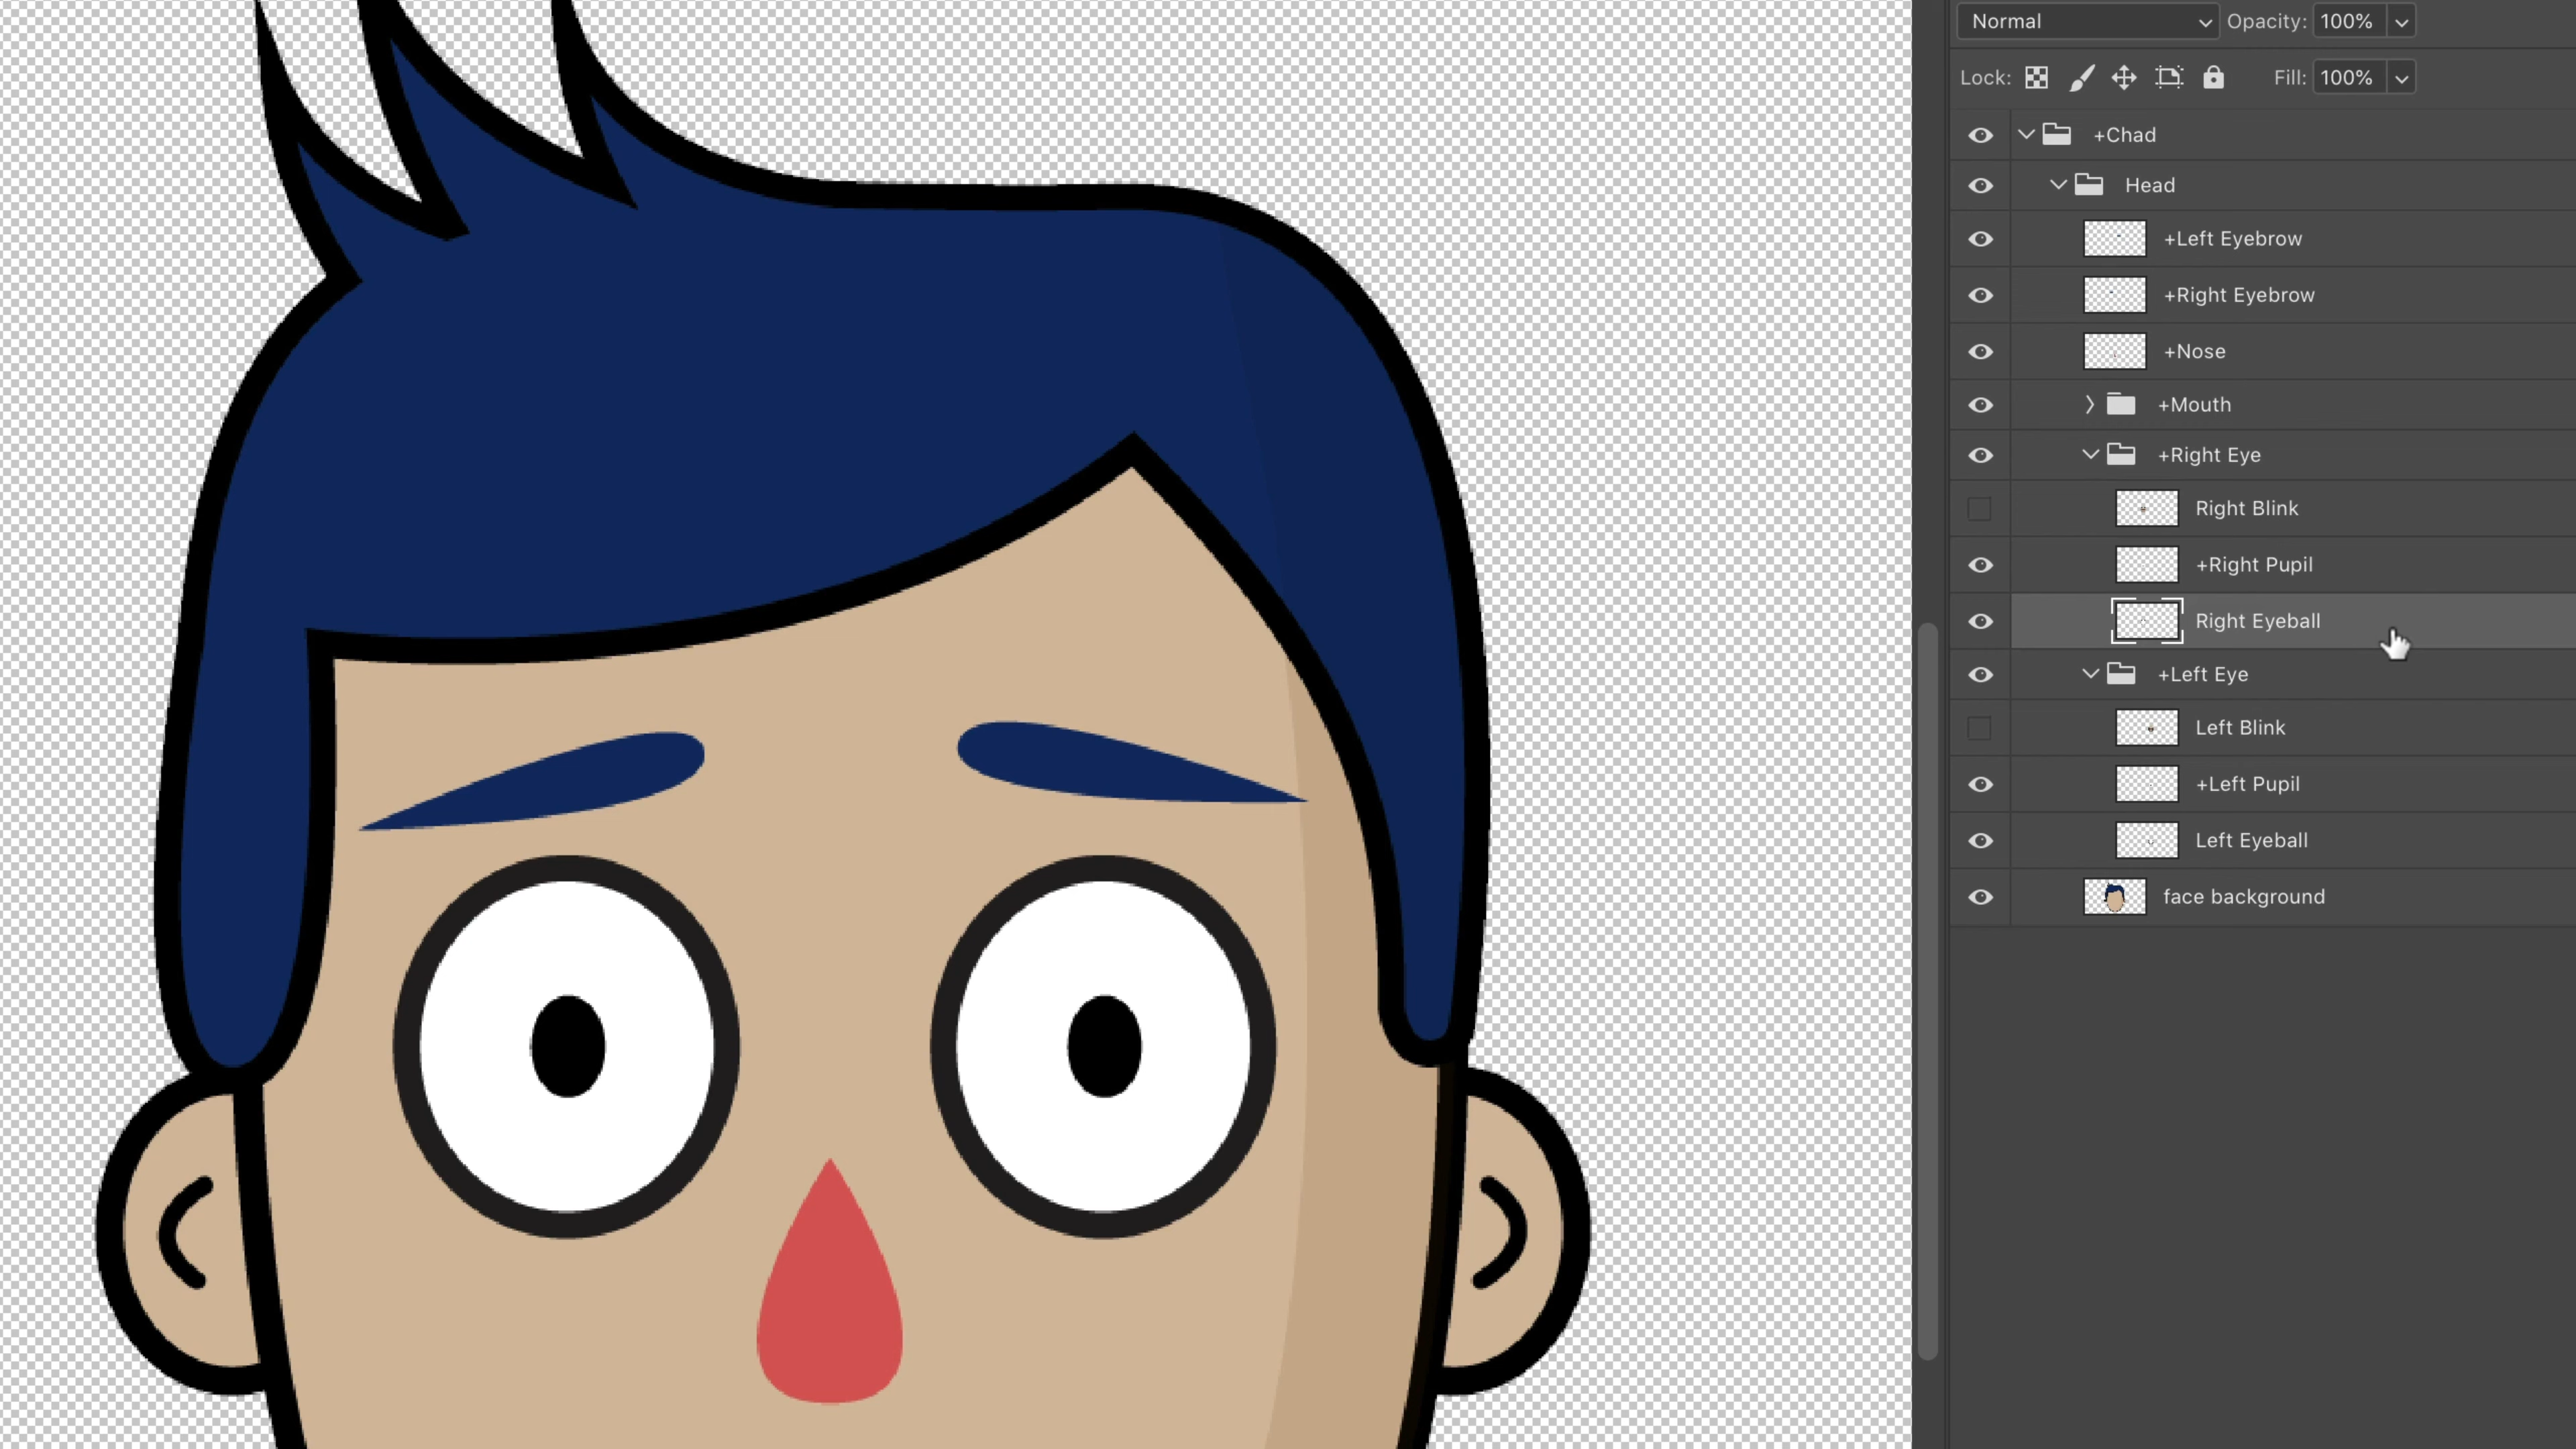 Normal Opacity: 100%
Lock: Fill: 100%
+Chad
Head
+Left Eyebrow
+Right Eyebrow
+Nose
+Mouth
+Right Eye
Right Blink
+Right Pupil
Right Eyeball
+Left Eye
Left Blink
+Left Pupil
Left Eyeball
face background